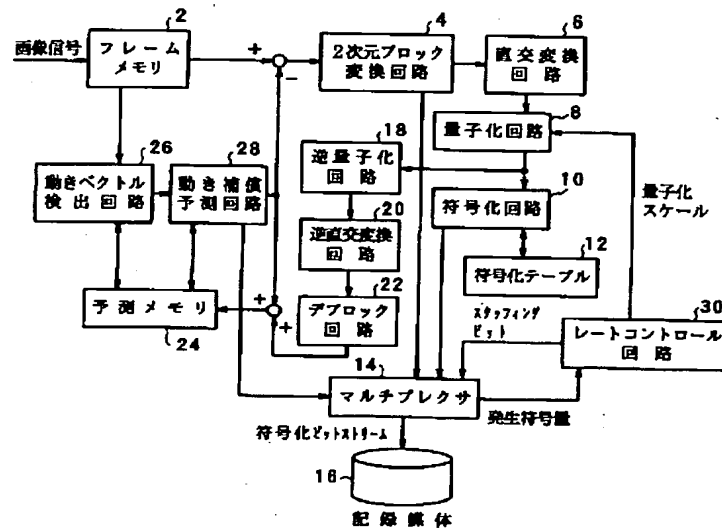 2
4
6
画像信号
フレーム
メモリ
+
−
2次元ブロック
変換回路
直交変換
回路
8
量子化回路
26
28
18
動きベクトル
検出回路
動き補償
予測回路
逆量子化
回路
10
符号化回路
量子化
スケール
20
逆直交変換
回路
12
符号化テーブル
22
予測メモリ
24
+
+
デブロック
回路
スタッフィング
ビット
30
レートコントロール
回路
14
マルチプレクサ
発生符号量
符号化ビットストリーム
16
記録媒体